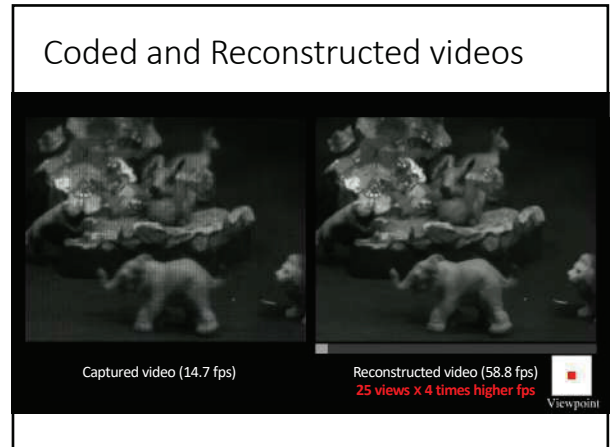 Coded and Reconstructed videos
Captured video (14.7 fps)
Reconstructed video (58.8 fps)
25 views X 4 times higher fps
Viewpoint